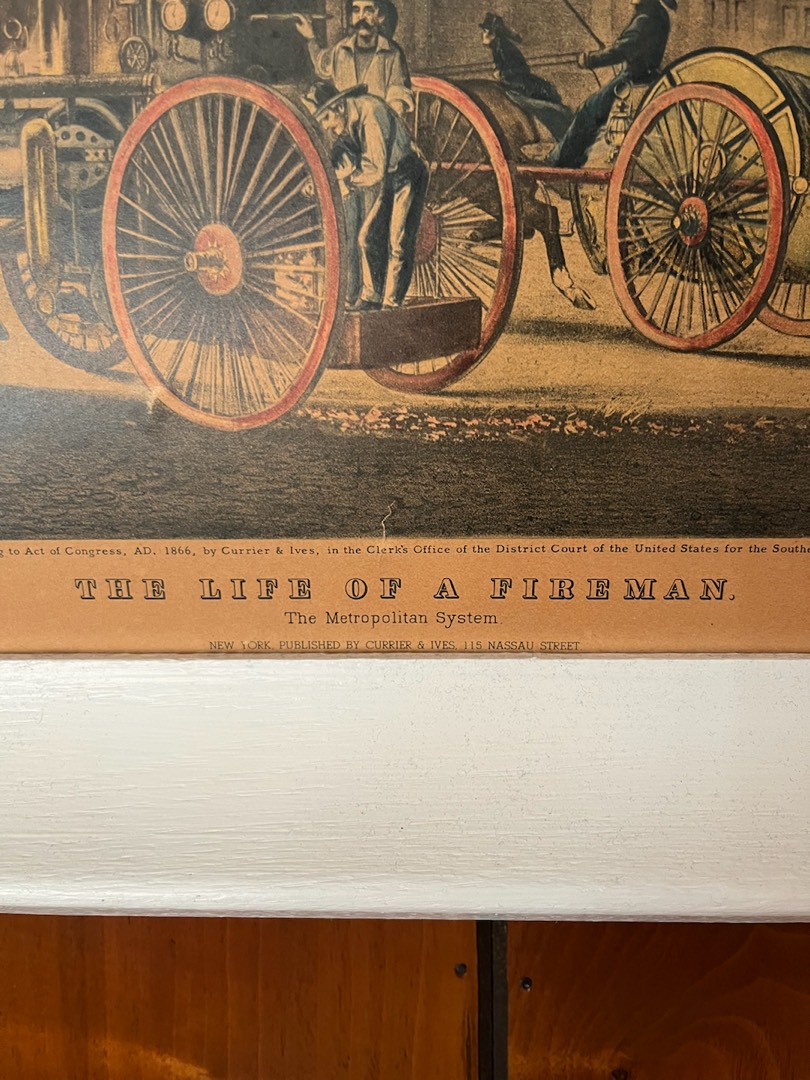 g to Act of Congress, AD. 1866, by Currier & Ives, in the Clerk's Office of the District Court of the United States for the Southe
THE LIFE OF A FIREMAN.
The Metropolitan System.
NEW YORK, PUBLISHED BY CURRIER & IVES, 115 NASSAU STREET